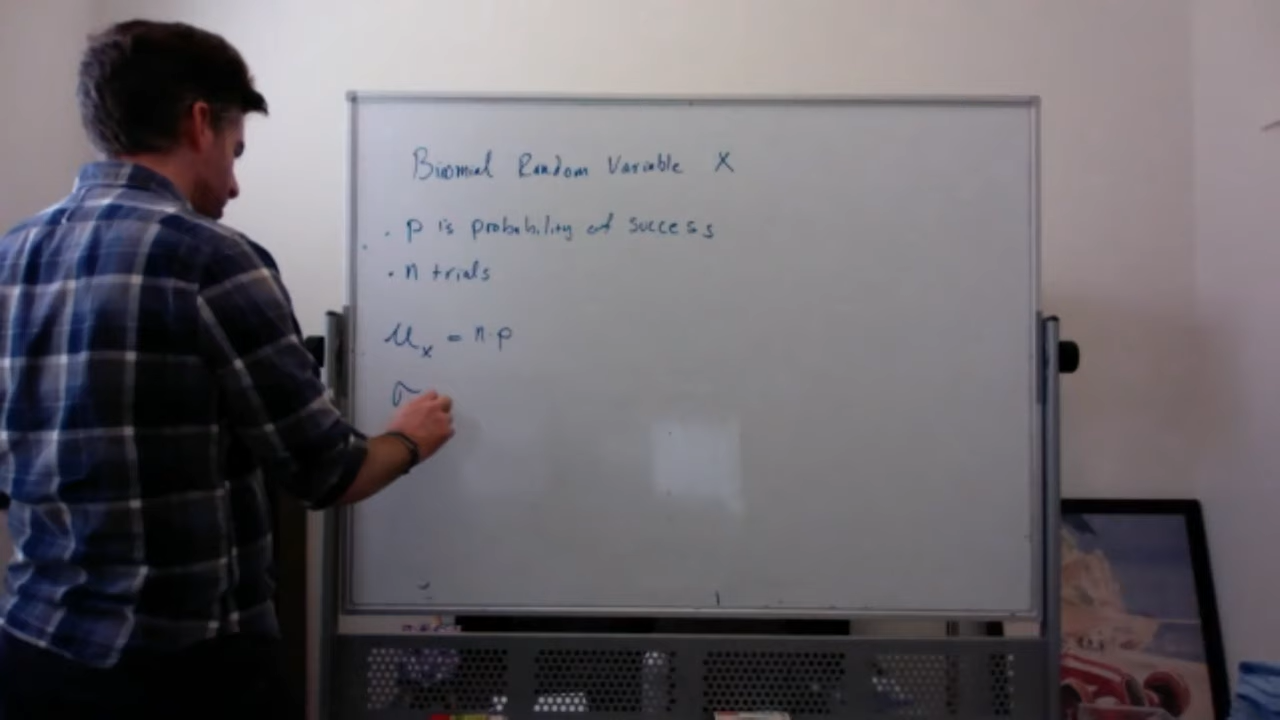 Binomial Random Variable X
· p is probability of success
· n trials
μₓ = n·p
σ